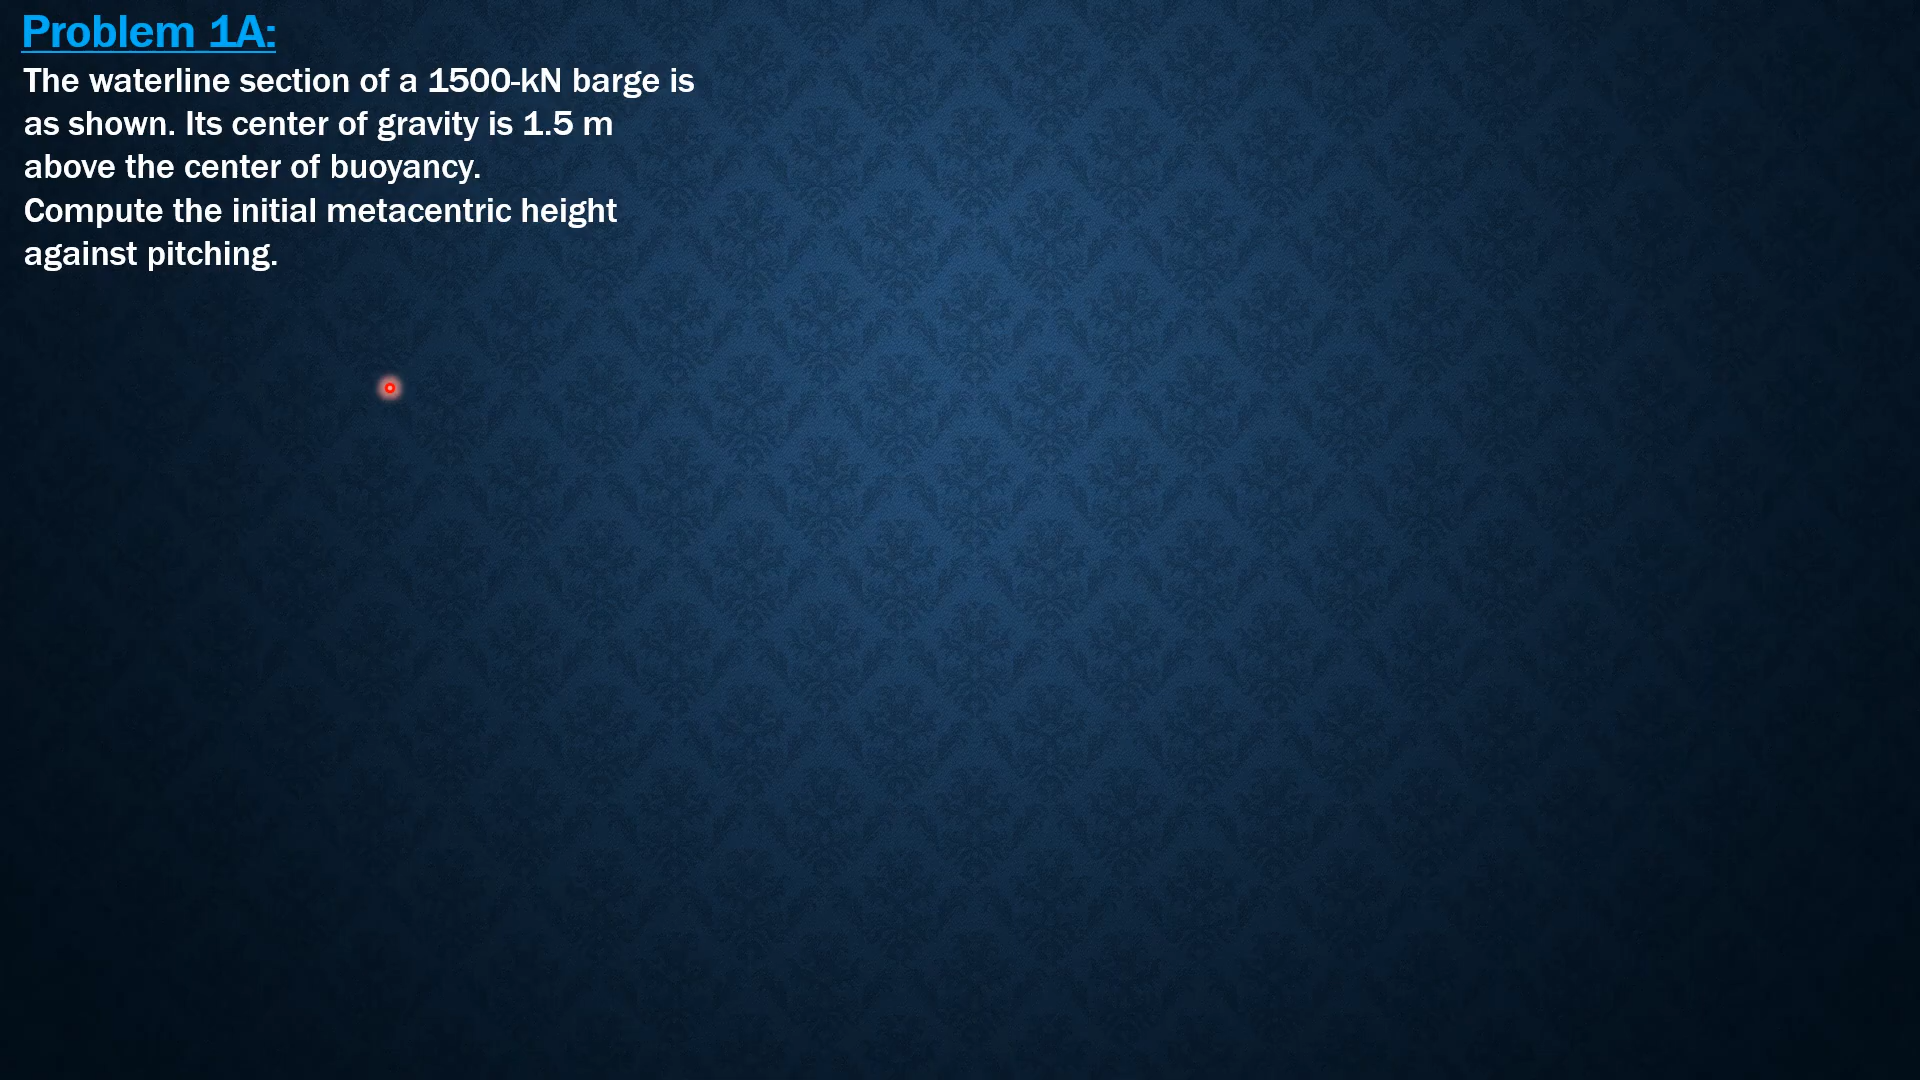 Problem 1A:
The waterline section of a 1500-kN barge is
as shown. Its center of gravity is 1.5 m
above the center of buoyancy.
Compute the initial metacentric height
against pitching.